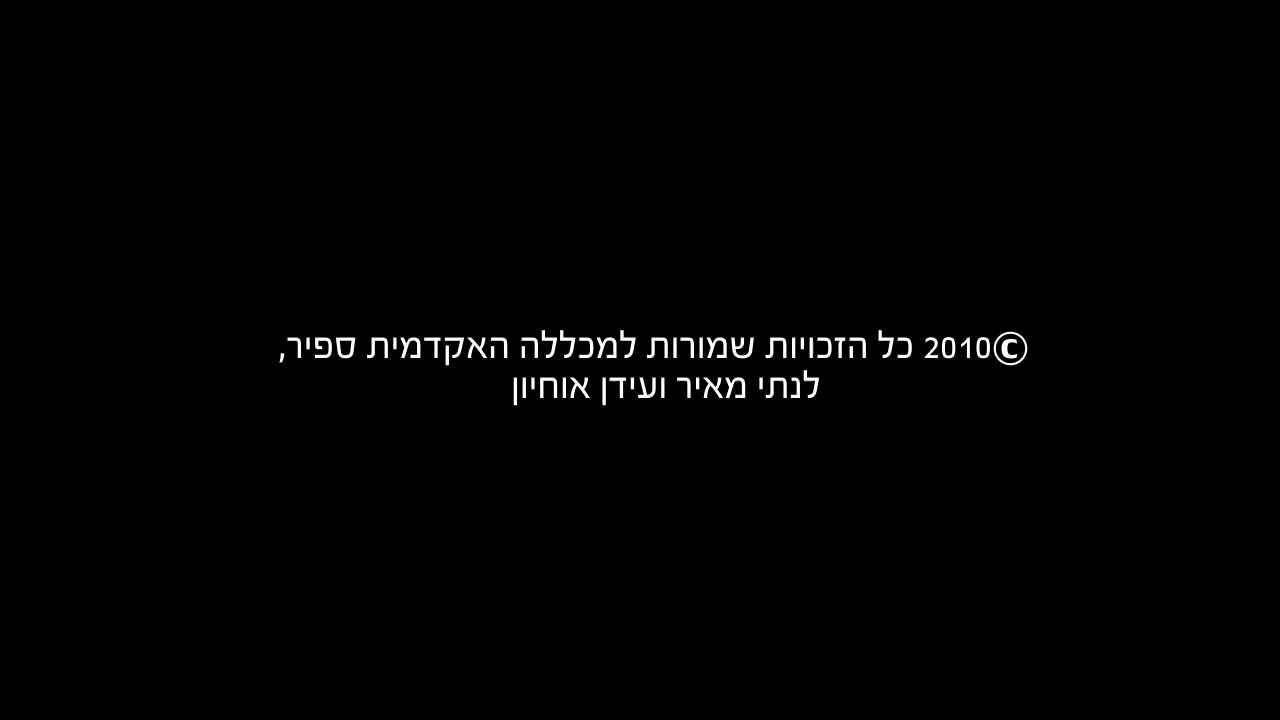 ©2010 כל הזכויות שמורות למכללה האקדמית ספיר,
לנתי מאיר ועידן אוחיון